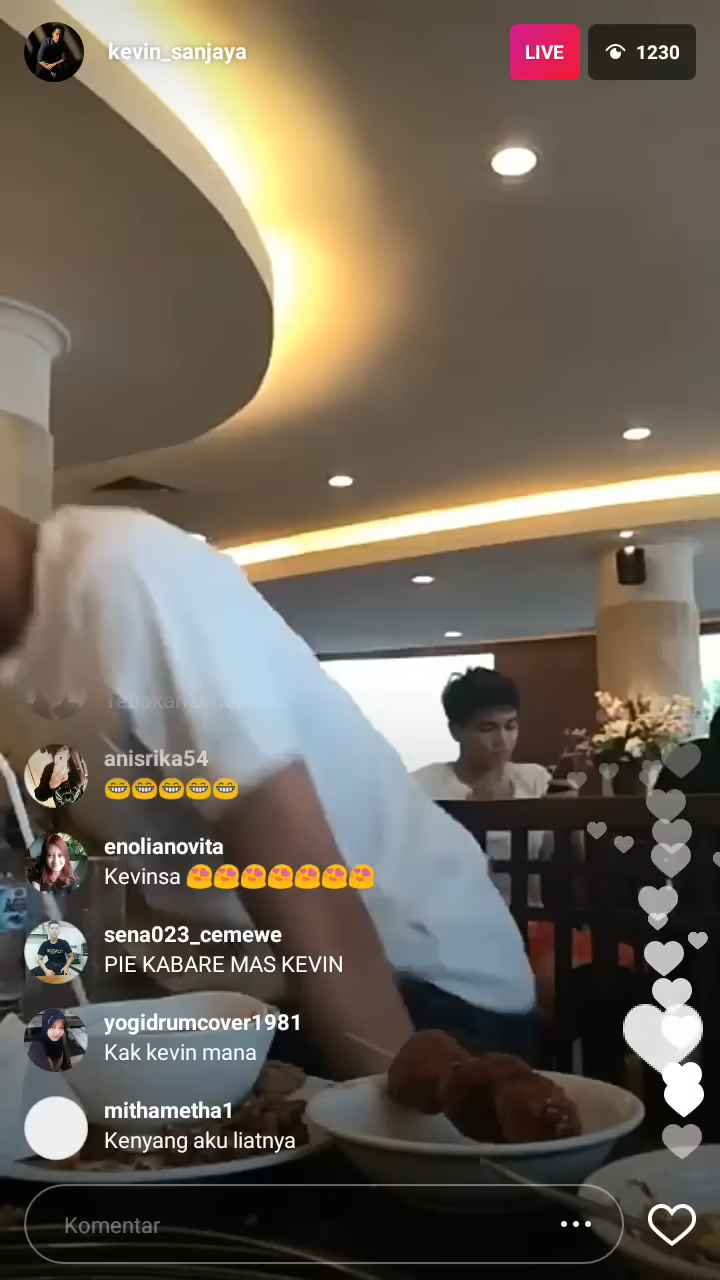 kevin_sanjaya
LIVE
1230
anisrika54
😁😁😁😁😁
enolianovita
Kevinsa 😍😍😍😍😍😍😍
sena023_cemewe
PIE KABARE MAS KEVIN
yogidrumcover1981
Kak kevin mana
mithametha1
Kenyang aku liatnya
Komentar